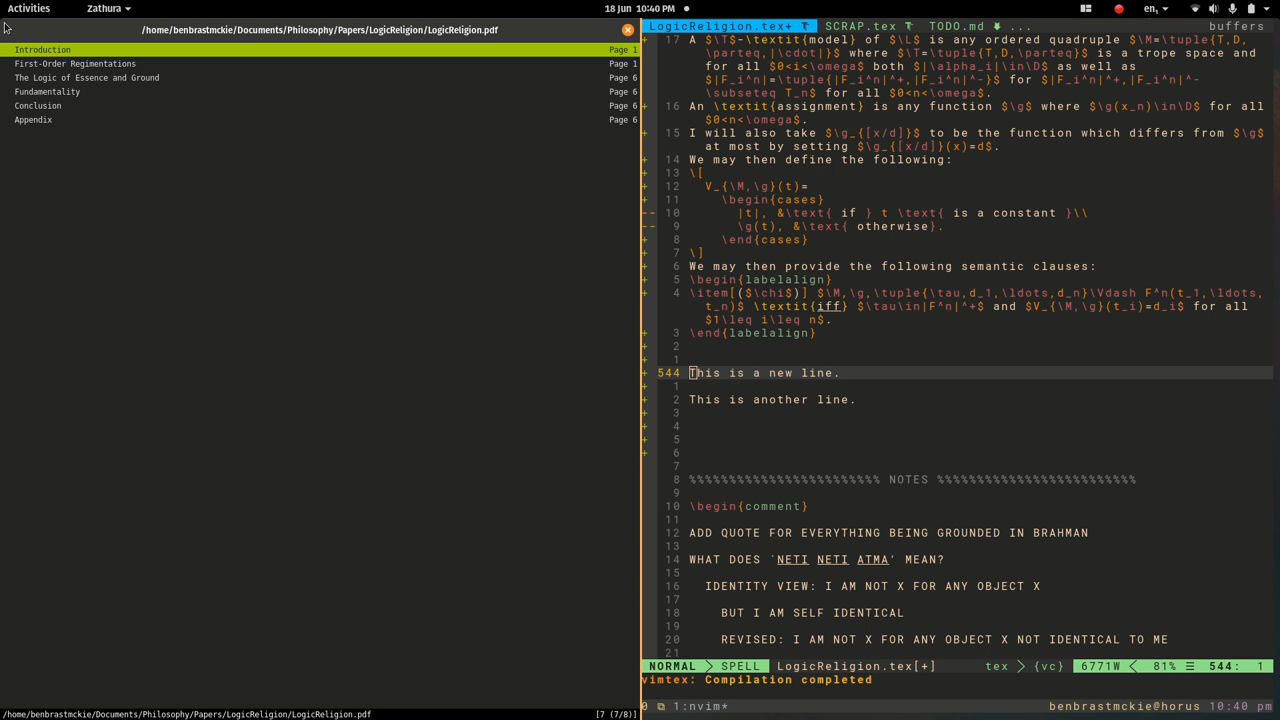 Activities Zathura 18 Jun 10:40 PM en₁
/home/benbrastmckie/Documents/Philosophy/Papers/LogicReligion/LogicReligion.pdf
Introduction Page 1
First-Order Regimentations Page 1
The Logic of Essence and Ground Page 6
Fundamentality Page 6
Conclusion Page 6
Appendix Page 6
/home/benbrastmckie/Documents/Philosophy/Papers/LogicReligion/LogicReligion.pdf [7 (7/8)]
LogicReligion.tex+ SCRAP.tex TODO.md ... buffers
+ 17 A $\T$-\textit{model} of $\L$ is any ordered quadruple $\M=\tuple{T,D,
\parteq,|\cdot|}$ where $\T=\tuple{T,D,\parteq}$ is a trope space and
for all $0<i<\omega$ both $|\alpha_i|\in\D$ as well as
$|F_i^n|=\tuple{|F_i^n|^+,|F_i^n|^-}$ for $|F_i^n|^+,|F_i^n|^-
\subseteq T_n$ for all $0<n<\omega$.
+ 16 An \textit{assignment} is any function $\g$ where $\g(x_n)\in\D$ for all
$0<n<\omega$.
+ 15 I will also take $\g_{[x/d]}$ to be the function which differs from $\g$
at most by setting $\g_{[x/d]}(x)=d$.
+ 14 We may then define the following:
+ 13 \[
+ 12 V_{\M,\g}(t)=
+ 11 \begin{cases}
-- 10 |t|, &\text{ if } t \text{ is a constant }\\
-- 9 \g(t), &\text{ otherwise}.
+ 8 \end{cases}
+ 7 \]
+ 6 We may then provide the following semantic clauses:
+ 5 \begin{labelalign}
+ 4 \item[($\chi$)] $\M,\g,\tuple{\tau,d_1,\ldots,d_n}\Vdash F^n(t_1,\ldots,
t_n)$ \textit{iff} $\tau\in|F^n|^+$ and $V_{\M,\g}(t_i)=d_i$ for all
$1\leq i\leq n$.
+ 3 \end{labelalign}
+ 2
+ 1
+ 544 This is a new line.
+ 1
+ 2 This is another line.
+ 3
+ 4
+ 5
+ 6
7
8 %%%%%%%%%%%%%%%%%%%%%%%% NOTES %%%%%%%%%%%%%%%%%%%%%%%%%
9
10 \begin{comment}
11
12 ADD QUOTE FOR EVERYTHING BEING GROUNDED IN BRAHMAN
13
14 WHAT DOES `NETI NETI ATMA' MEAN?
15
16 IDENTITY VIEW: I AM NOT X FOR ANY OBJECT X
17
18 BUT I AM SELF IDENTICAL
19
20 REVISED: I AM NOT X FOR ANY OBJECT X NOT IDENTICAL TO ME
21
NORMAL SPELL LogicReligion.tex[+] tex {vc} 6771W 81% ☰ 544: 1
vimtex: Compilation completed
0 1:nvim* benbrastmckie@horus 10:40 pm